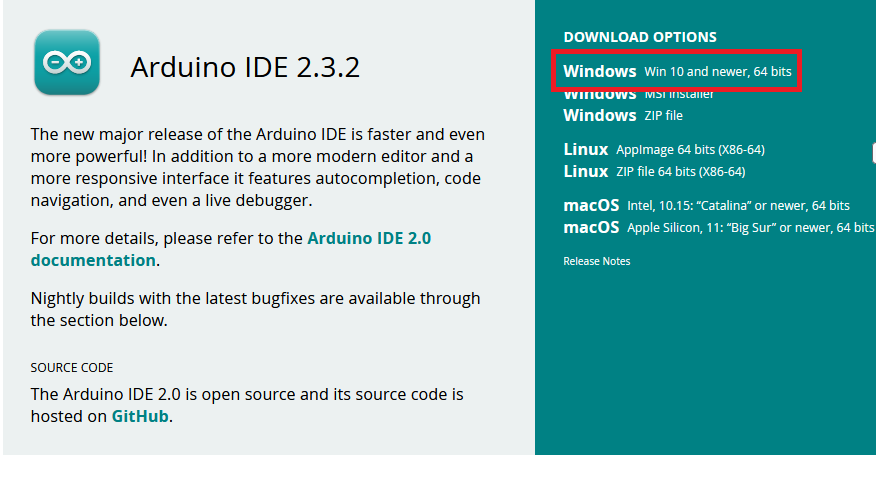 Arduino IDE 2.3.2
The new major release of the Arduino IDE is faster and even
more powerful! In addition to a more modern editor and a
more responsive interface it features autocompletion, code
navigation, and even a live debugger.
For more details, please refer to the Arduino IDE 2.0
documentation.
Nightly builds with the latest bugfixes are available through
the section below.
SOURCE CODE
The Arduino IDE 2.0 is open source and its source code is
hosted on GitHub.
DOWNLOAD OPTIONS
Windows Win 10 and newer, 64 bits
Windows MSI installer
Windows ZIP file
Linux AppImage 64 bits (X86-64)
Linux ZIP file 64 bits (X86-64)
macOS Intel, 10.15: “Catalina” or newer, 64 bits
macOS Apple Silicon, 11: “Big Sur” or newer, 64 bits
Release Notes